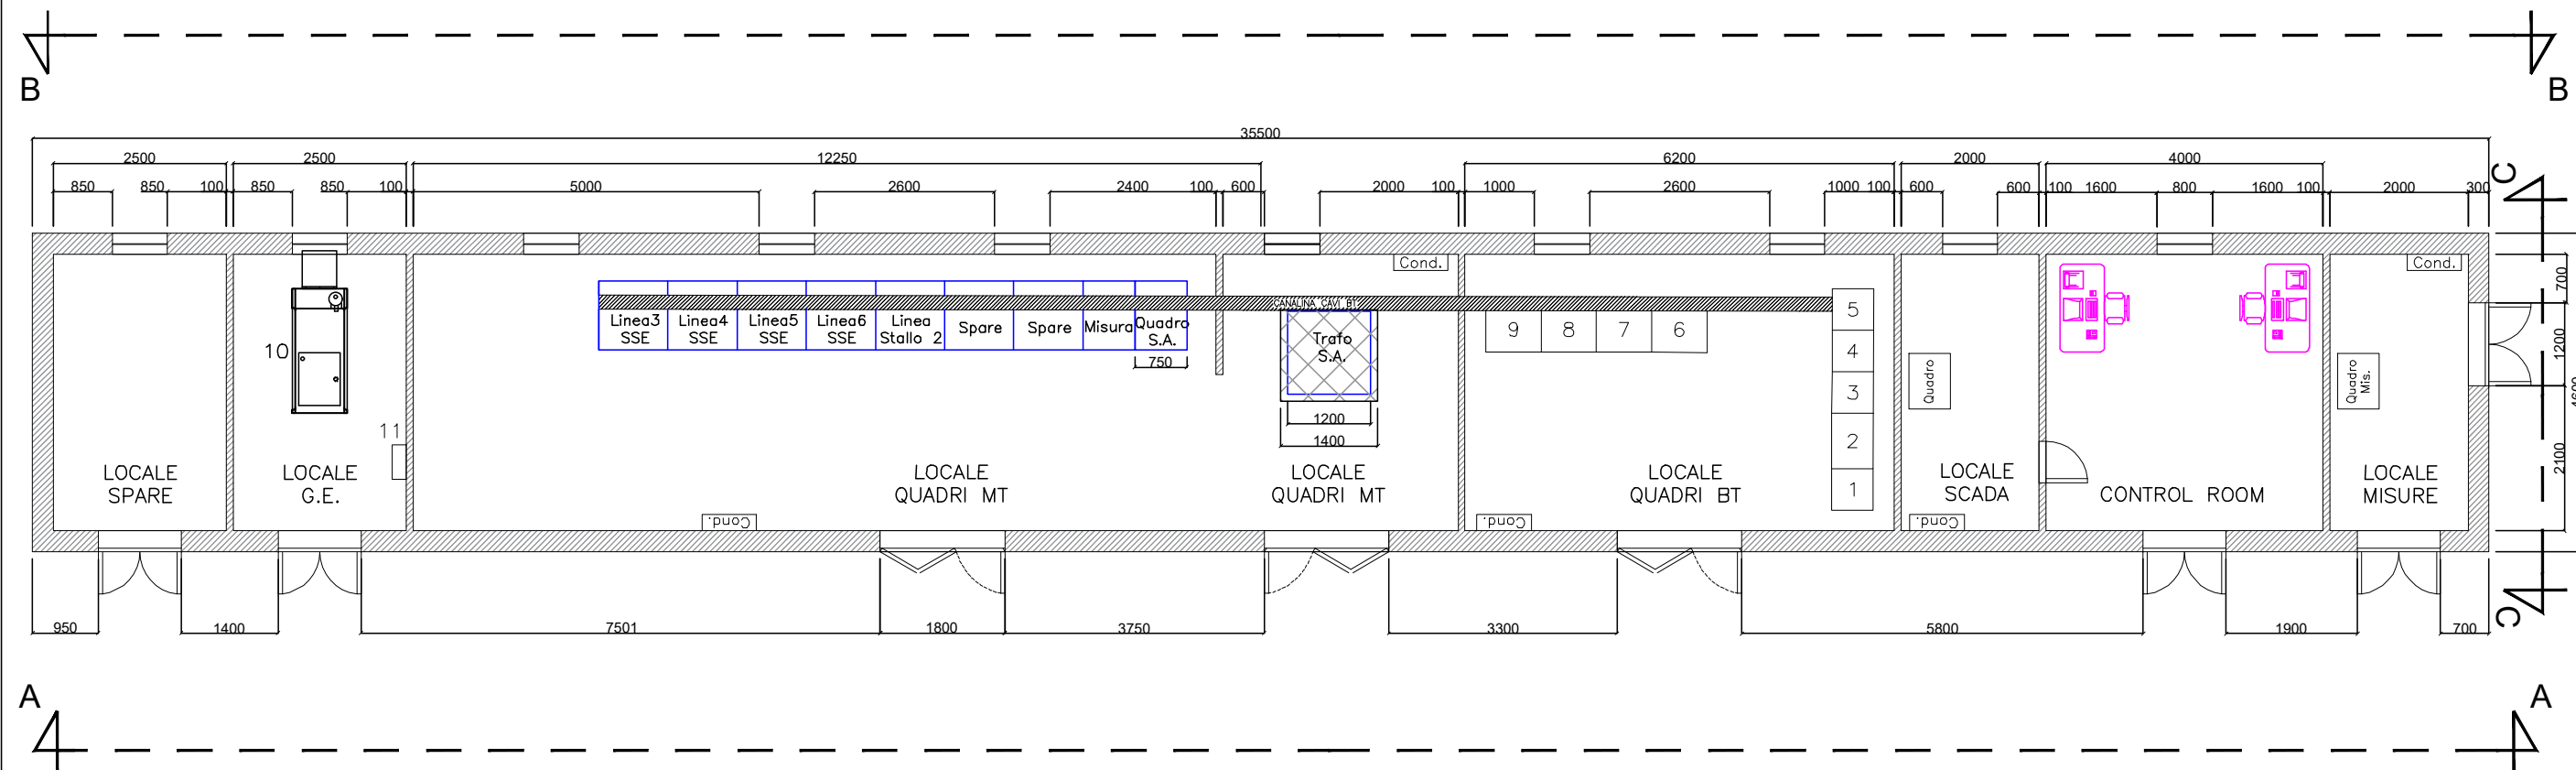 B
B
35500
2500
2500
12250
6200
2000
4000
C
850
850
100
850
850
100
5000
2600
2400
100
600
2000
100
1000
2600
1000
100
600
600
100
1600
800
1600
100
2000
300
Cond.
Cond.
700
CANALINA CAVI BT
Linea3
SSE
Linea4
SSE
Linea5
SSE
Linea6
SSE
Linea
Stallo 2
Spare
Spare
Misura
Quadro
S.A.
750
Trafo
S.A.
1200
1400
9
8
7
6
5
4
3
2
1
Quadro
Quadro
Mis.
1200
4600
2100
10
11
LOCALE
SPARE
LOCALE
G.E.
LOCALE
QUADRI MT
LOCALE
QUADRI MT
LOCALE
QUADRI BT
LOCALE
SCADA
CONTROL ROOM
LOCALE
MISURE
Cond.
Cond.
Cond.
950
1400
7501
1800
3750
3300
5800
1900
700
C
A
A